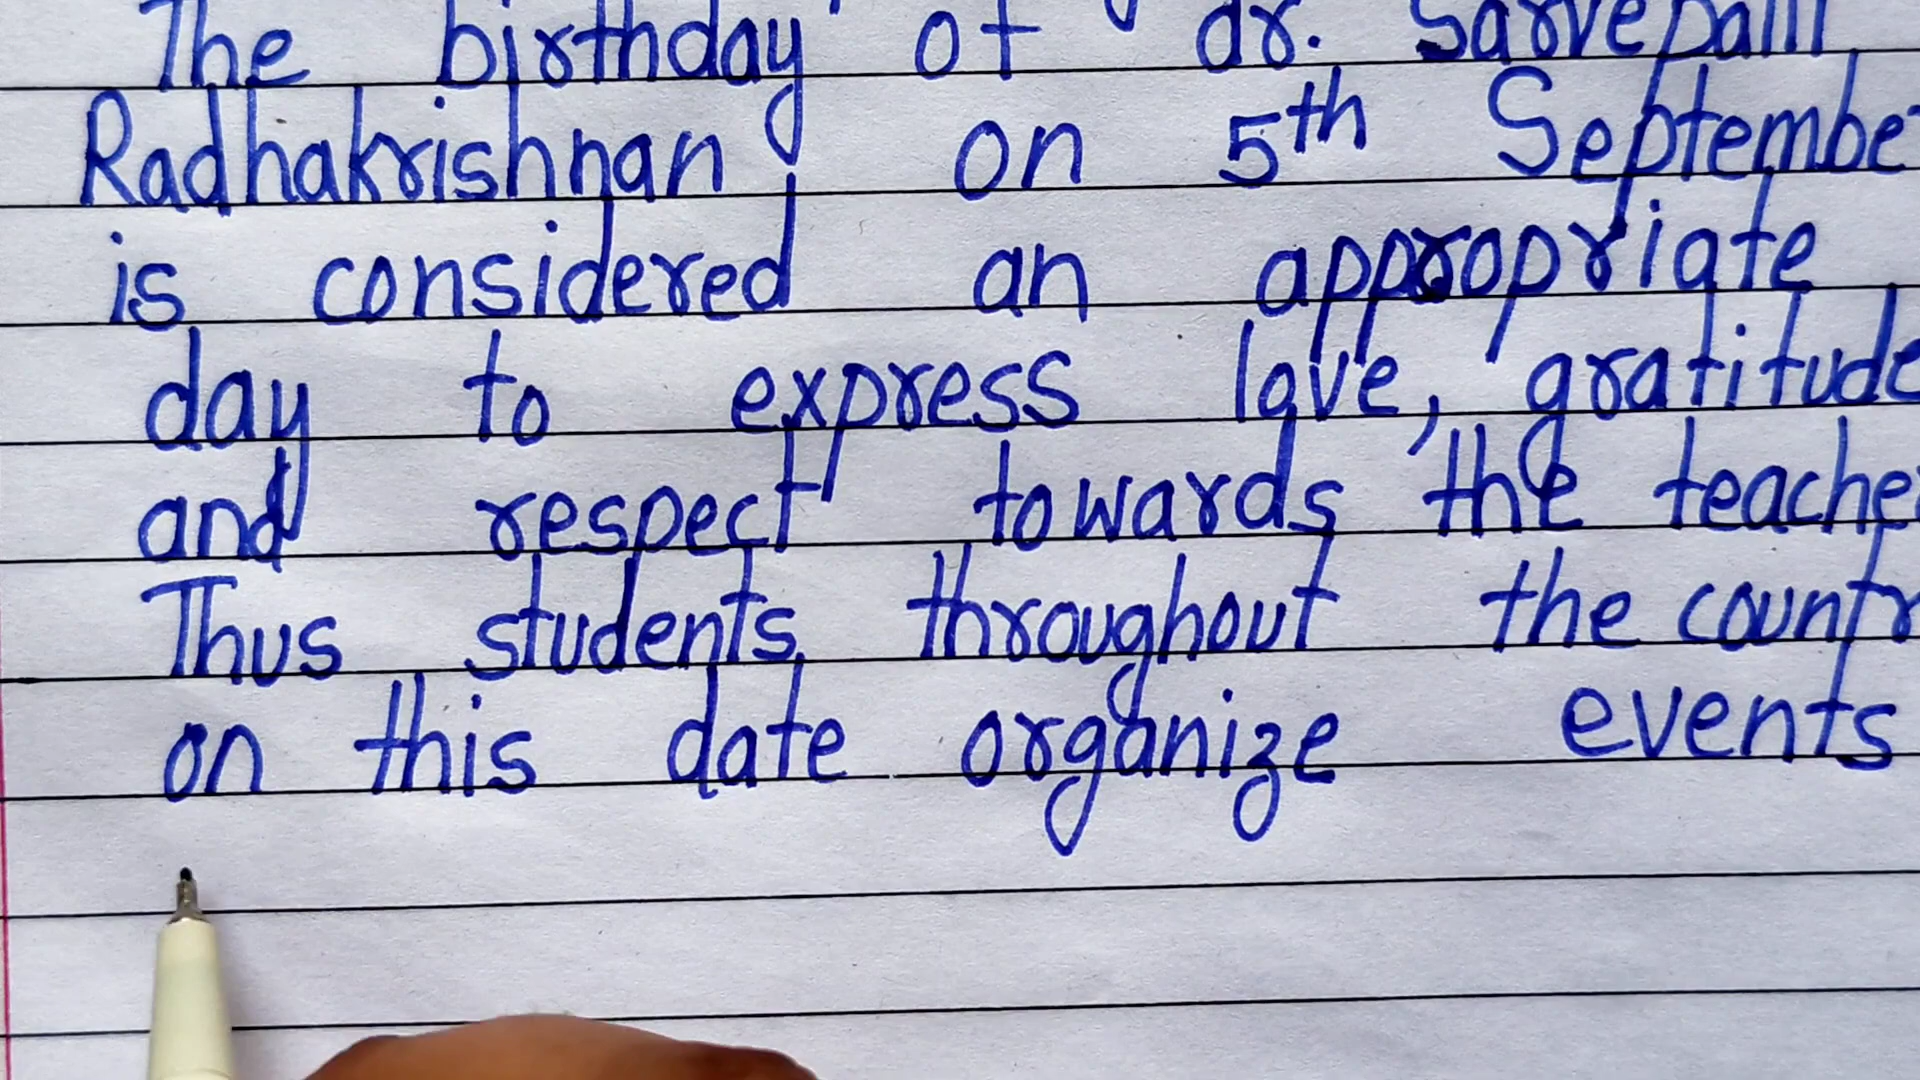 The birthday of dr. Sarvepalli
Radhakrishnan on 5th Septembe
is considered an appropriate
day to express love, gratitude
and respect towards the teache
Thus students throughout the countr
on this date organize events